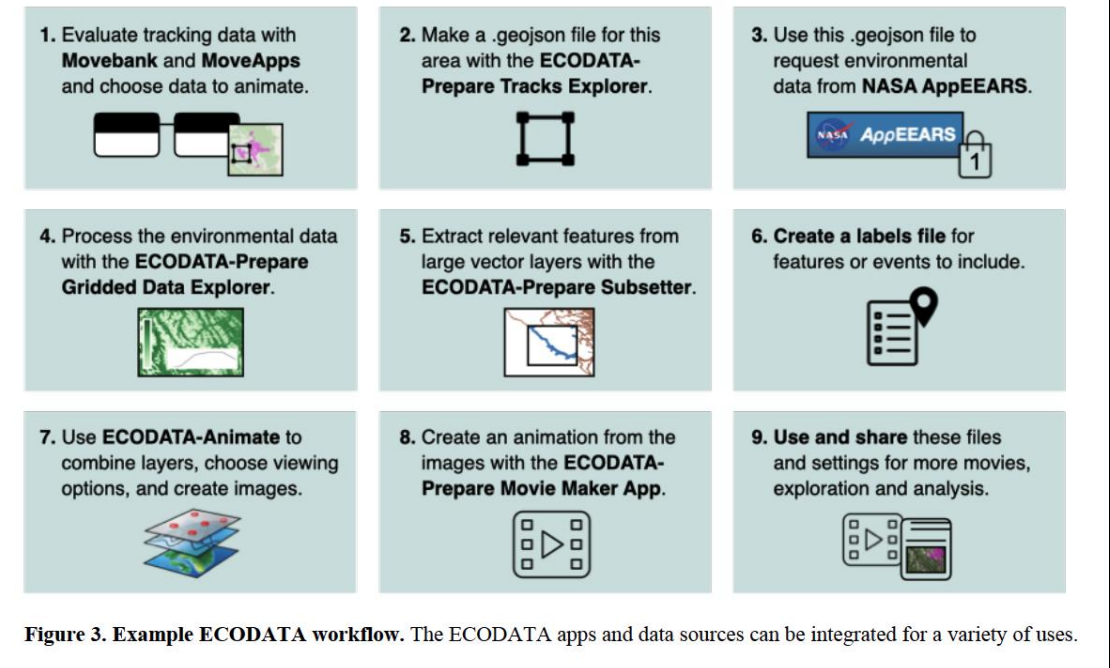 1. Evaluate tracking data with
Movebank and MoveApps
and choose data to animate.
2. Make a .geojson file for this
area with the ECODATA-
Prepare Tracks Explorer.
3. Use this .geojson file to
request environmental
data from NASA AppEEARS.
NASA AppEEARS
1
4. Process the environmental data
with the ECODATA-Prepare
Gridded Data Explorer.
5. Extract relevant features from
large vector layers with the
ECODATA-Prepare Subsetter.
6. Create a labels file for
features or events to include.
7. Use ECODATA-Animate to
combine layers, choose viewing
options, and create images.
8. Create an animation from the
images with the ECODATA-
Prepare Movie Maker App.
9. Use and share these files
and settings for more movies,
exploration and analysis.
Figure 3. Example ECODATA workflow. The ECODATA apps and data sources can be integrated for a variety of uses.